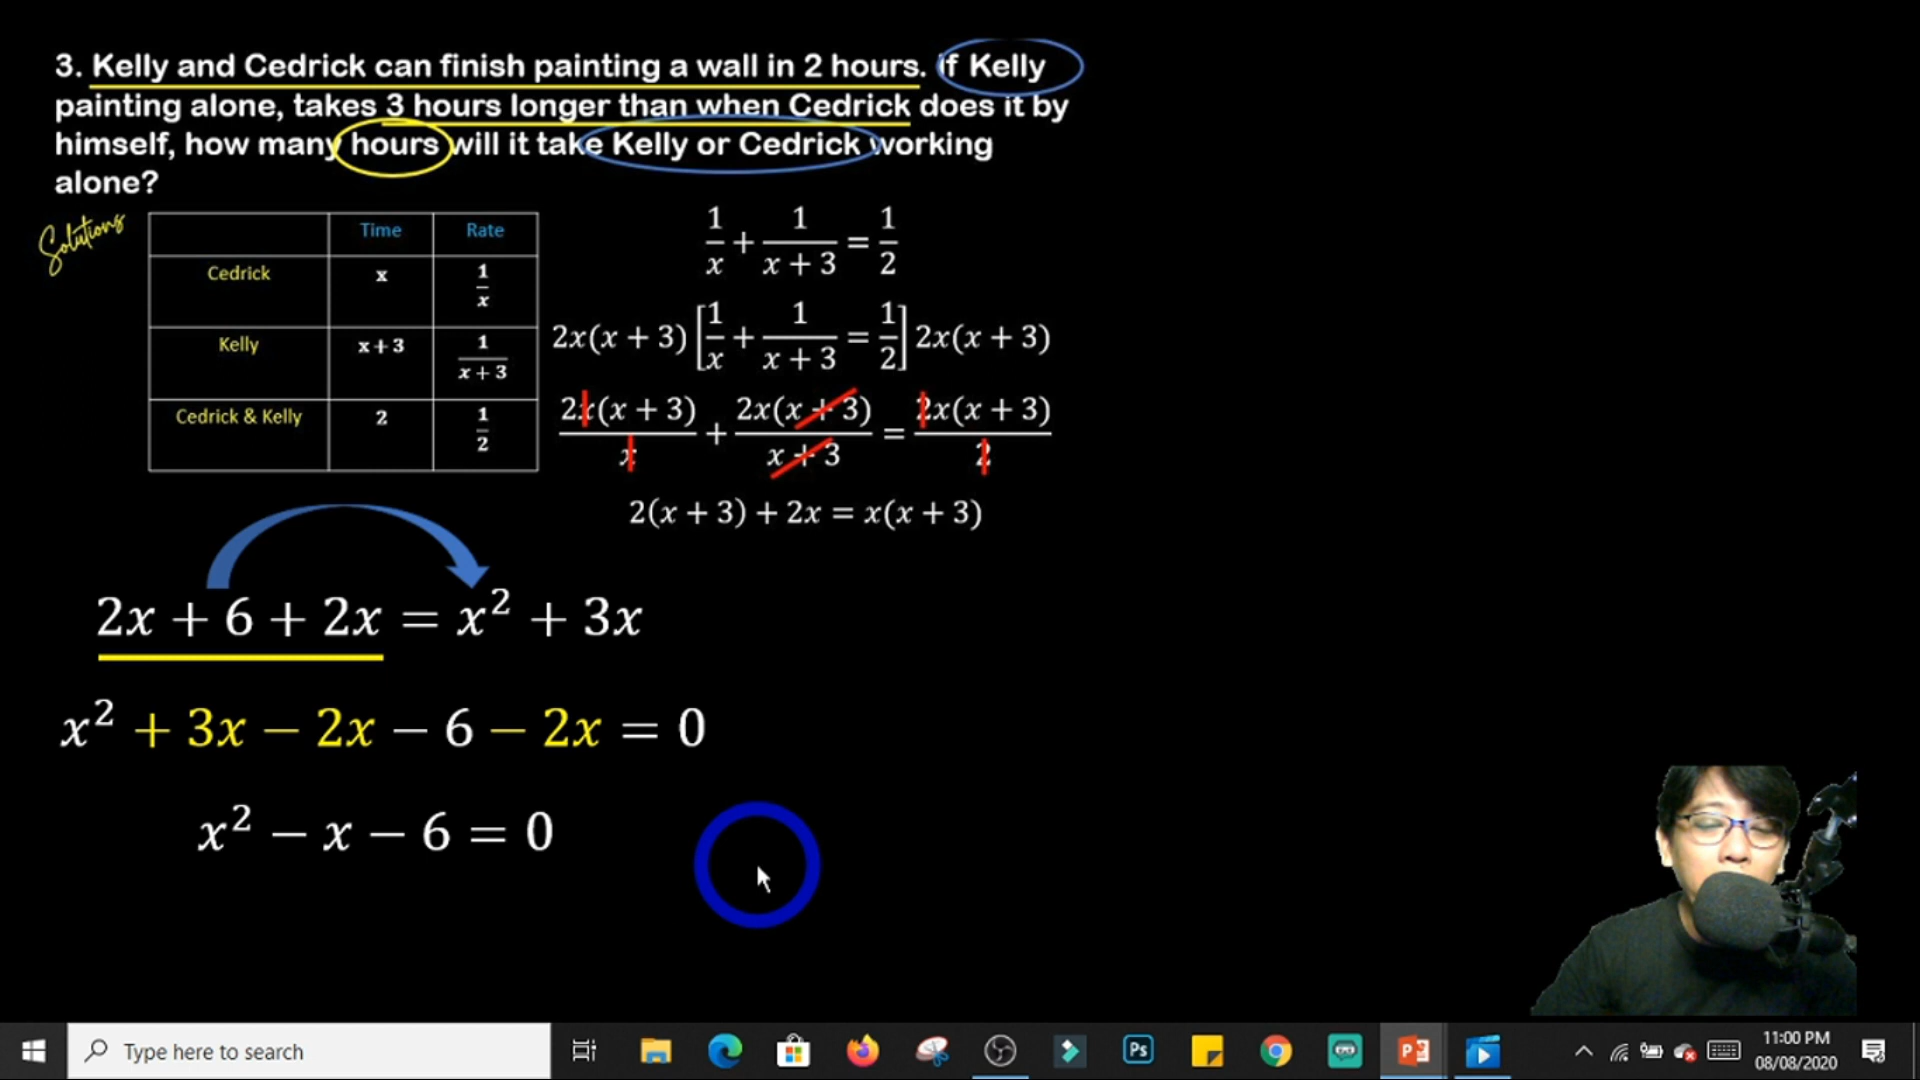 3. Kelly and Cedrick can finish painting a wall in 2 hours. If Kelly
painting alone, takes 3 hours longer than when Cedrick does it by
himself, how many hours will it take Kelly or Cedrick working
alone?
Solutions
Time Rate
Cedrick x 1/x
Kelly x + 3 1/(x + 3)
Cedrick & Kelly 2 1/2
1/x + 1/(x + 3) = 1/2
2x(x + 3) [1/x + 1/(x + 3) = 1/2] 2x(x + 3)
2x(x + 3)/x + 2x(x + 3)/(x + 3) = 2x(x + 3)/2
2(x + 3) + 2x = x(x + 3)
2x + 6 + 2x = x² + 3x
x² + 3x − 2x − 6 − 2x = 0
x² − x − 6 = 0
Type here to search
Ps
11:00 PM
08/08/2020